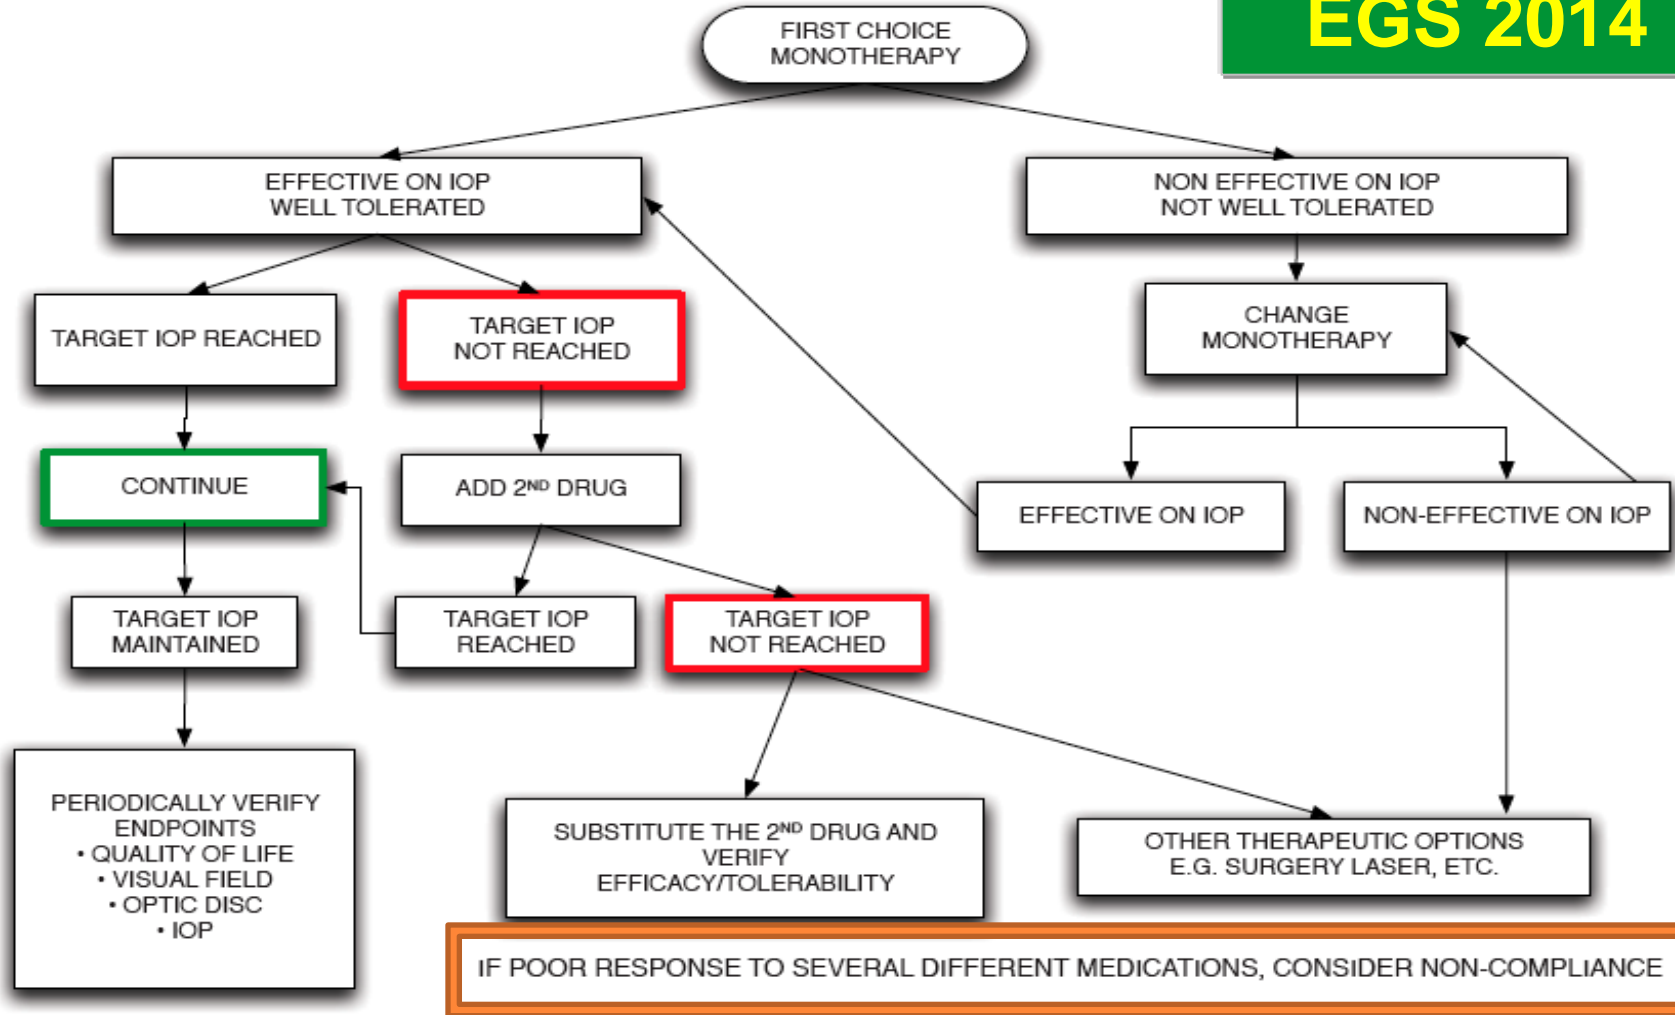 EGS 2014
FIRST CHOICE
MONOTHERAPY
EFFECTIVE ON IOP
WELL TOLERATED
NON EFFECTIVE ON IOP
NOT WELL TOLERATED
TARGET IOP REACHED
TARGET IOP
NOT REACHED
CHANGE
MONOTHERAPY
CONTINUE
ADD 2ND DRUG
EFFECTIVE ON IOP
NON-EFFECTIVE ON IOP
TARGET IOP
MAINTAINED
TARGET IOP
REACHED
TARGET IOP
NOT REACHED
PERIODICALLY VERIFY
ENDPOINTS
• QUALITY OF LIFE
• VISUAL FIELD
• OPTIC DISC
• IOP
SUBSTITUTE THE 2ND DRUG AND
VERIFY
EFFICACY/TOLERABILITY
OTHER THERAPEUTIC OPTIONS
E.G. SURGERY LASER, ETC.
IF POOR RESPONSE TO SEVERAL DIFFERENT MEDICATIONS, CONSIDER NON-COMPLIANCE